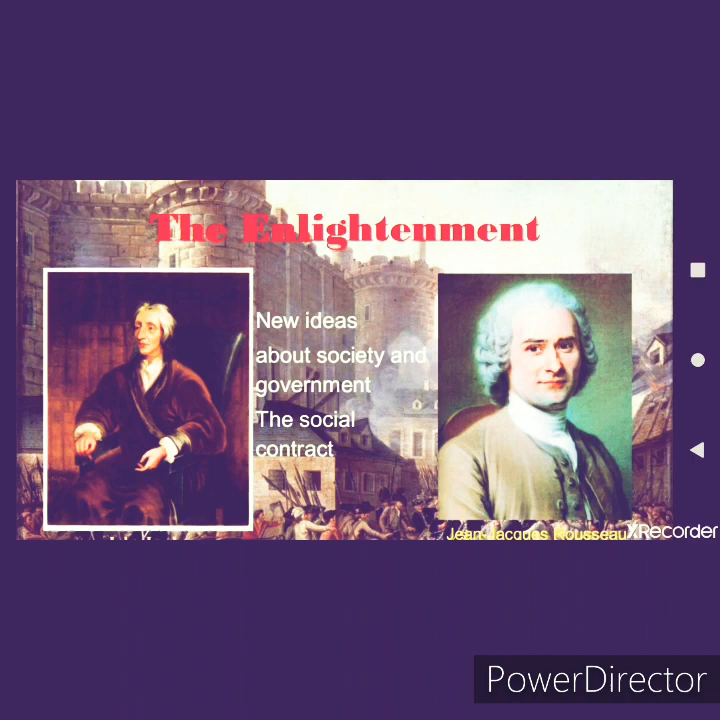 The Enlightenment
New ideas
about society and
government
The social
contract
Jean-Jacques Rousseau
XRecorder
PowerDirector